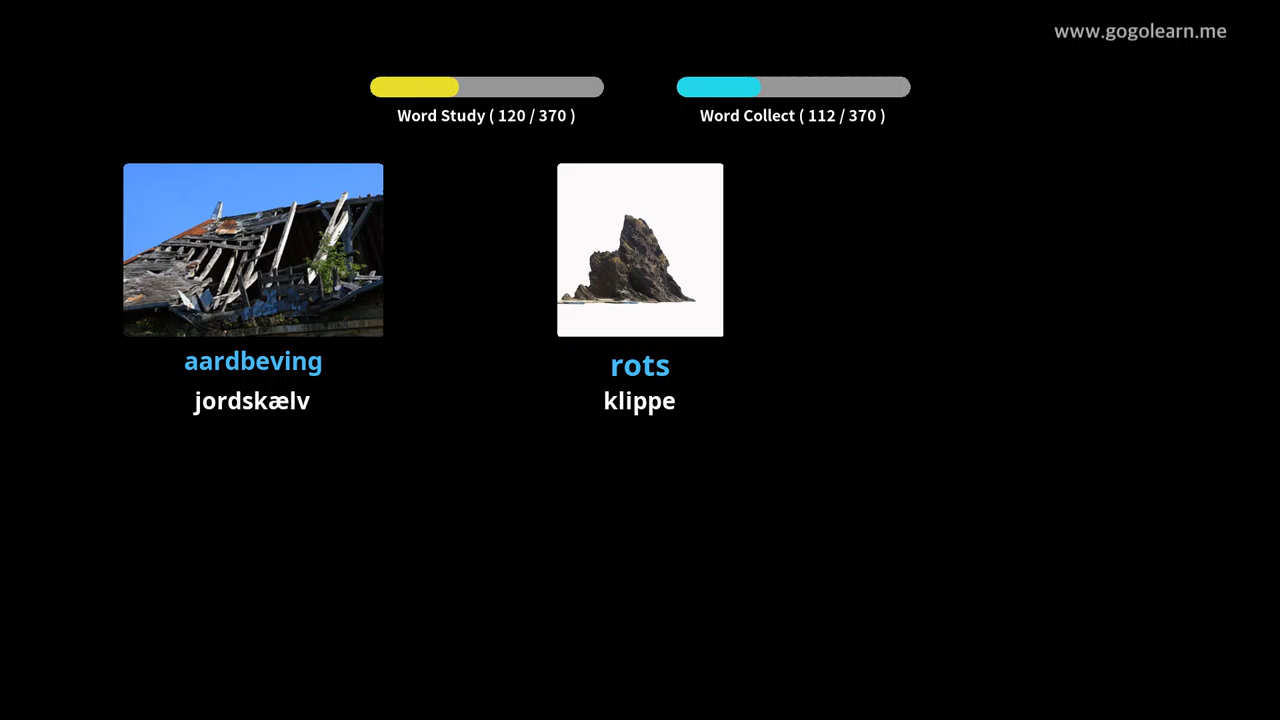 www.gogolearn.me
Word Study ( 120 / 370 )
Word Collect ( 112 / 370 )
aardbeving
jordskælv
rots
klippe